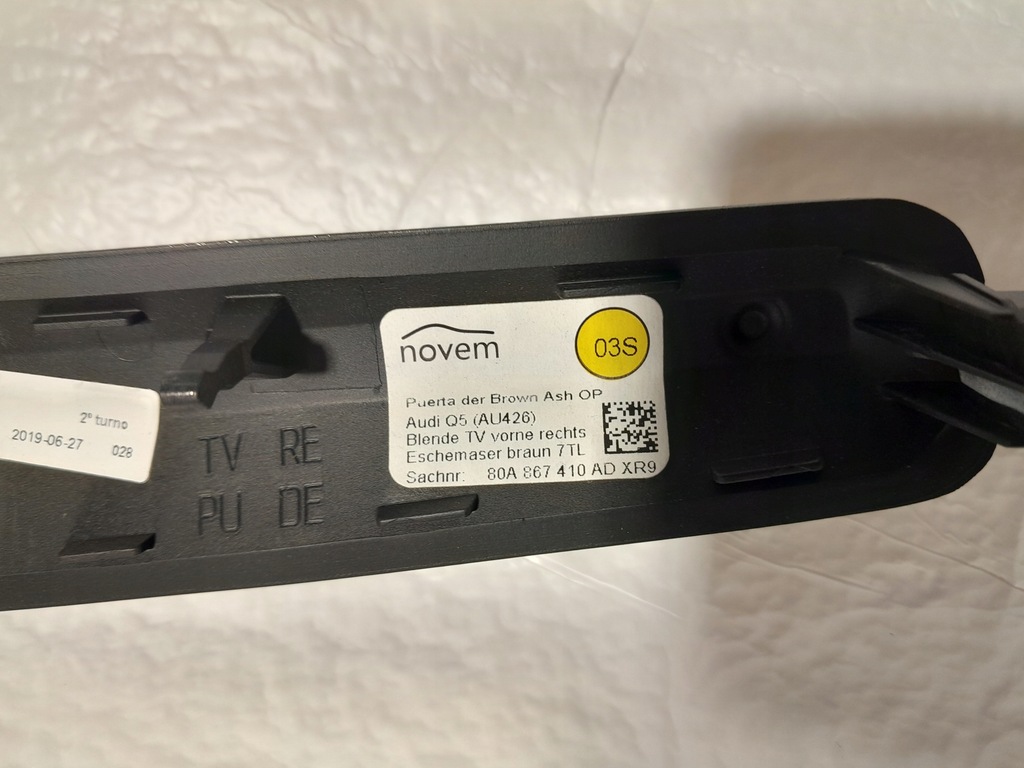 novem
03S
Puerta der Brown Ash OP
Audi Q5 (AU426)
Blende TV vorne rechts
Eschemaser braun 7TL
Sachnr: 80A 867 410 AD XR9
2° turno
2019-06-27 028
TV RE
PU DE